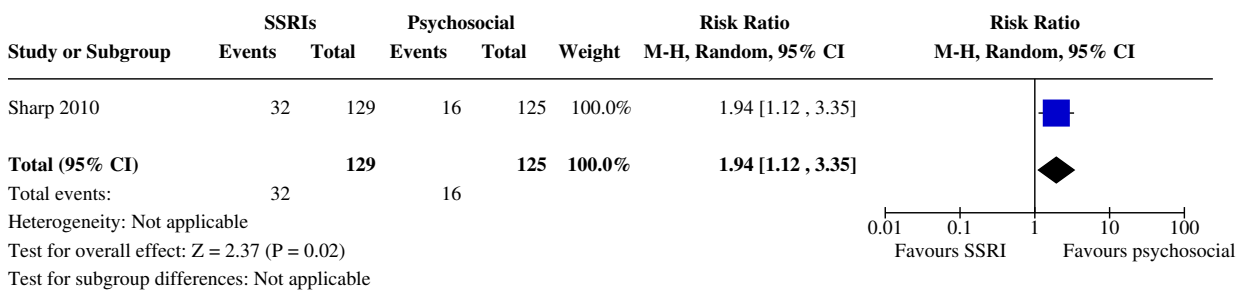 SSRIs Psychosocial Risk Ratio Risk Ratio
Study or Subgroup Events Total Events Total Weight M-H, Random, 95% CI M-H, Random, 95% CI
Sharp 2010 32 129 16 125 100.0% 1.94 [1.12 , 3.35]
Total (95% CI) 129 125 100.0% 1.94 [1.12 , 3.35]
Total events: 32 16
Heterogeneity: Not applicable
Test for overall effect: Z = 2.37 (P = 0.02)
Test for subgroup differences: Not applicable
0.01 0.1 1 10 100
Favours SSRI Favours psychosocial